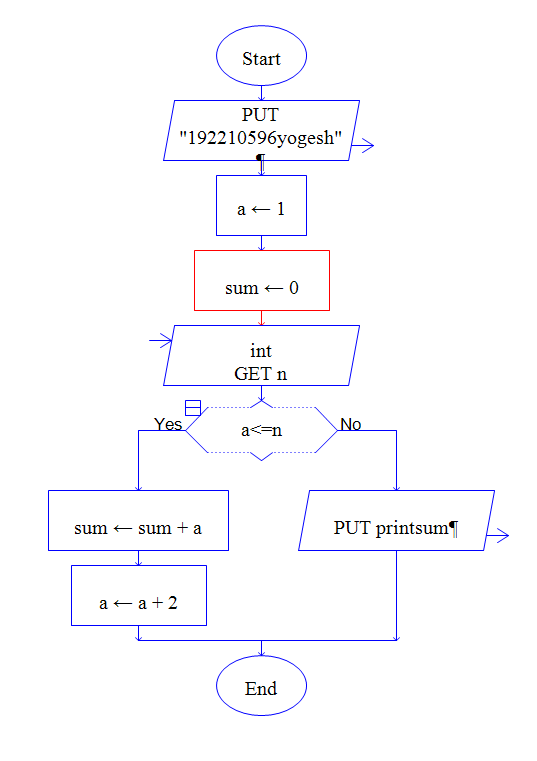 Start
PUT
"192210596yogesh"
¶
a ← 1
sum ← 0
int
GET n
Yes
a<=n
No
sum ← sum + a
PUT printsum¶
a ← a + 2
End